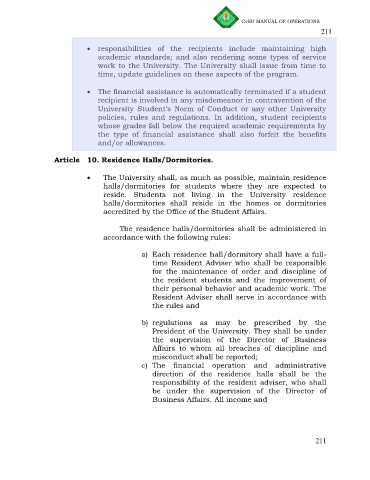 CotSU MANUAL OF OPERATIONS
211
• responsibilities of the recipients include maintaining high
academic standards; and also rendering some types of service
work to the University. The University shall issue from time to
time, update guidelines on these aspects of the program.
• The financial assistance is automatically terminated if a student
recipient is involved in any misdemeanor in contravention of the
University Student's Norm of Conduct or any other University
policies, rules and regulations. In addition, student recipients
whose grades fall below the required academic requirements by
the type of financial assistance shall also forfeit the benefits
and/or allowances.
Article 10. Residence Halls/Dormitories.
• The University shall, as much as possible, maintain residence
halls/dormitories for students where they are expected to
reside. Students not living in the University residence
halls/dormitories shall reside in the homes or dormitories
accredited by the Office of the Student Affairs.
The residence halls/dormitories shall be administered in
accordance with the following rules:
a) Each residence hall/dormitory shall have a full-
time Resident Adviser who shall be responsible
for the maintenance of order and discipline of
the resident students and the improvement of
their personal behavior and academic work. The
Resident Adviser shall serve in accordance with
the rules and
b) regulations as may be prescribed by the
President of the University. They shall be under
the supervision of the Director of Business
Affairs to whom all breaches of discipline and
misconduct shall be reported;
c) The financial operation and administrative
direction of the residence halls shall be the
responsibility of the resident adviser, who shall
be under the supervision of the Director of
Business Affairs. All income and
211